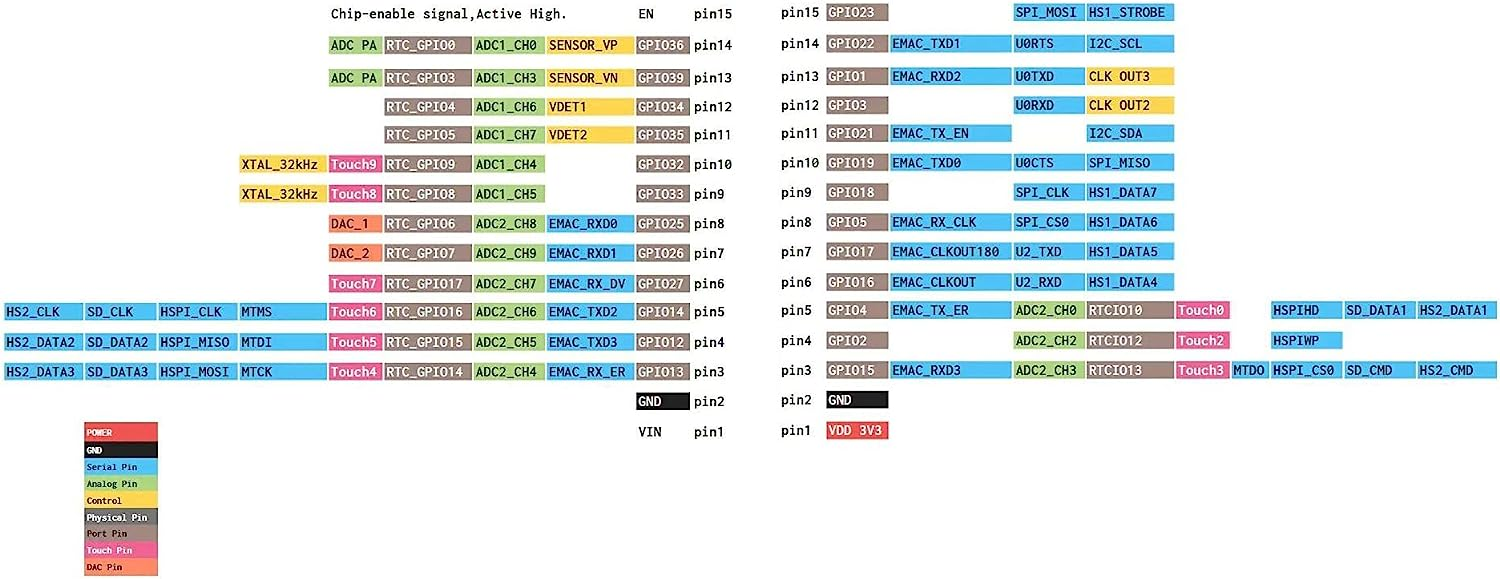 Chip-enable signal,Active High. EN pin15 pin15 GPIO23 SPI_MOSI HS1_STROBE
ADC PA RTC_GPIO0 ADC1_CH0 SENSOR_VP GPIO36 pin14 pin14 GPIO22 EMAC_TXD1 U0RTS I2C_SCL
ADC PA RTC_GPIO3 ADC1_CH3 SENSOR_VN GPIO39 pin13 pin13 GPIO1 EMAC_RXD2 U0TXD CLK OUT3
RTC_GPIO4 ADC1_CH6 VDET1 GPIO34 pin12 pin12 GPIO3 U0RXD CLK OUT2
RTC_GPIO5 ADC1_CH7 VDET2 GPIO35 pin11 pin11 GPIO21 EMAC_TX_EN I2C_SDA
XTAL_32kHz Touch9 RTC_GPIO9 ADC1_CH4 GPIO32 pin10 pin10 GPIO19 EMAC_TXD0 U0CTS SPI_MISO
XTAL_32kHz Touch8 RTC_GPIO8 ADC1_CH5 GPIO33 pin9 pin9 GPIO18 SPI_CLK HS1_DATA7
DAC_1 RTC_GPIO6 ADC2_CH8 EMAC_RXD0 GPIO25 pin8 pin8 GPIO5 EMAC_RX_CLK SPI_CS0 HS1_DATA6
DAC_2 RTC_GPIO7 ADC2_CH9 EMAC_RXD1 GPIO26 pin7 pin7 GPIO17 EMAC_CLKOUT180 U2_TXD HS1_DATA5
Touch7 RTC_GPIO17 ADC2_CH7 EMAC_RX_DV GPIO27 pin6 pin6 GPIO16 EMAC_CLKOUT U2_RXD HS1_DATA4
HS2_CLK SD_CLK HSPI_CLK MTMS Touch6 RTC_GPIO16 ADC2_CH6 EMAC_TXD2 GPIO14 pin5 pin5 GPIO4 EMAC_TX_ER ADC2_CH0 RTCIO10 Touch0 HSPIHD SD_DATA1 HS2_DATA1
HS2_DATA2 SD_DATA2 HSPI_MISO MTDI Touch5 RTC_GPIO15 ADC2_CH5 EMAC_TXD3 GPIO12 pin4 pin4 GPIO2 ADC2_CH2 RTCIO12 Touch2 HSPIWP
HS2_DATA3 SD_DATA3 HSPI_MOSI MTCK Touch4 RTC_GPIO14 ADC2_CH4 EMAC_RX_ER GPIO13 pin3 pin3 GPIO15 EMAC_RXD3 ADC2_CH3 RTCIO13 Touch3 MTDO HSPI_CS0 SD_CMD HS2_CMD
GND pin2 pin2 GND
VIN pin1 pin1 VDD 3V3
POWER
GND
Serial Pin
Analog Pin
Control
Physical Pin
Port Pin
Touch Pin
DAC Pin